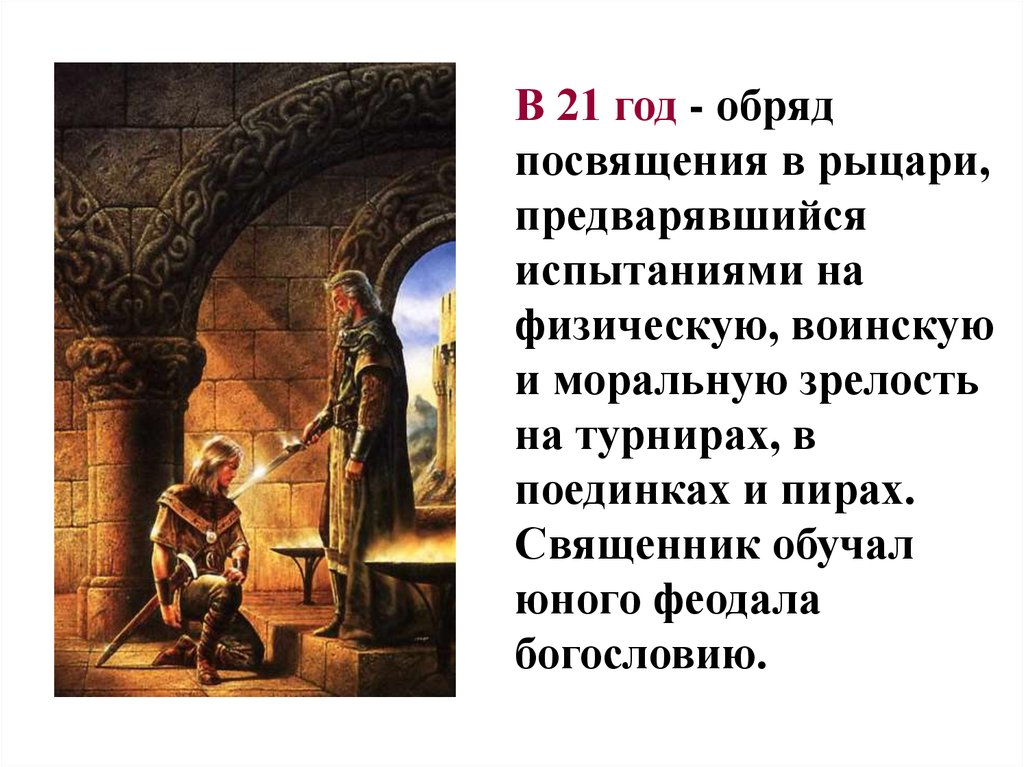 В 21 год - обряд
посвящения в рыцари,
предварявшийся
испытаниями на
физическую, воинскую
и моральную зрелость
на турнирах, в
поединках и пирах.
Священник обучал
юного феодала
богословию.